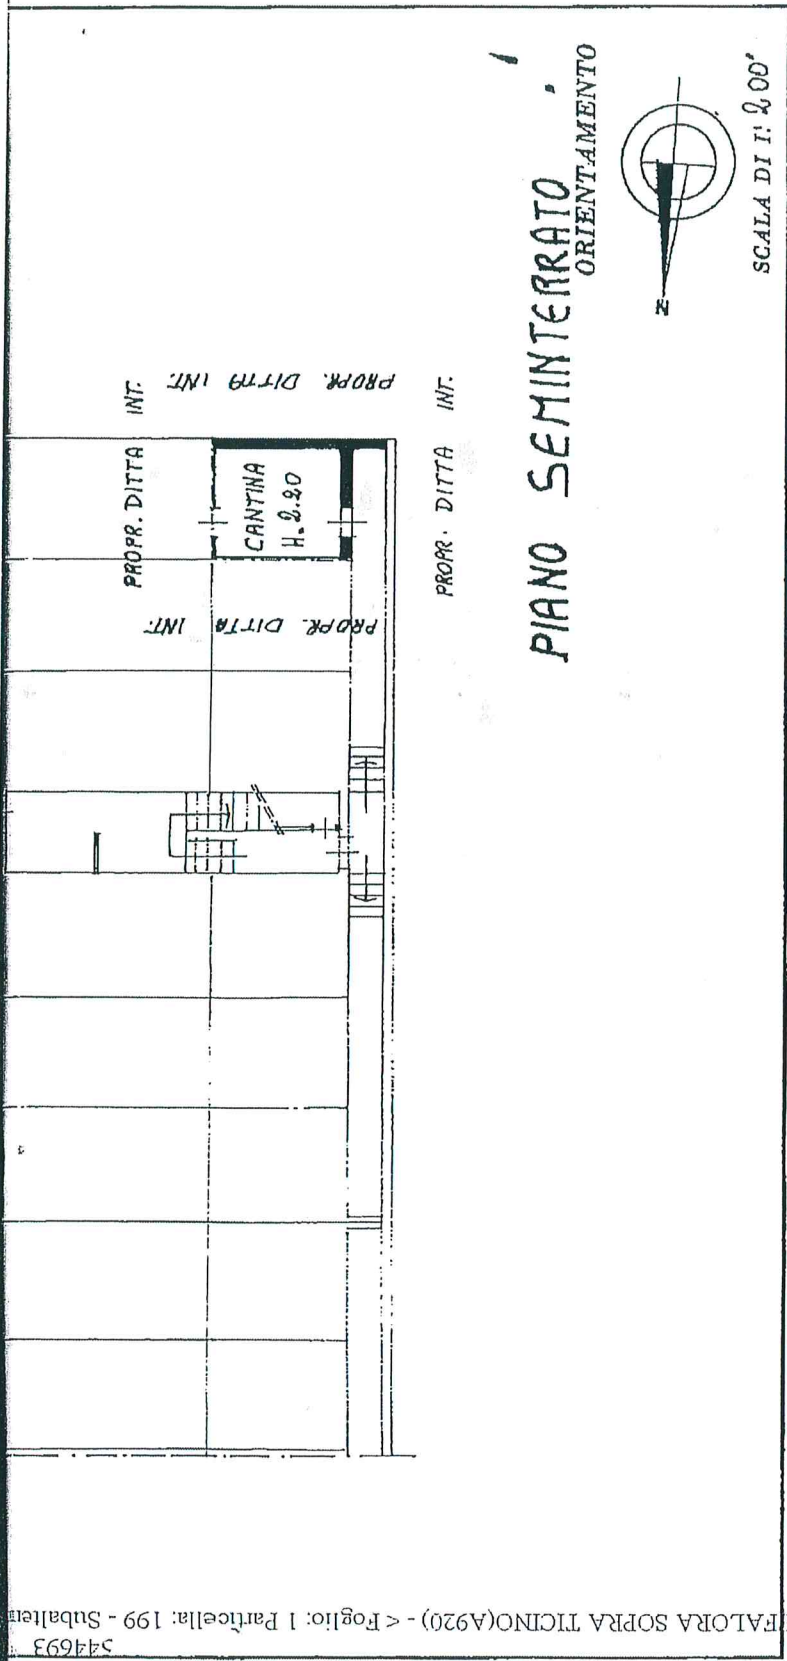 PROPR. DITTA INT.
PROPR. DITTA INT.
CANTINA
H. 2.20
PROPR. DITTA INT.
PROPR. DITTA INT.
PIANO SEMINTERRATO
ORIENTAMENTO
N
SCALA DI 1: 200
544693
FALORA SOPRA TICINO(A920) - < Foglio: 1 Particella: 199 - Subalter